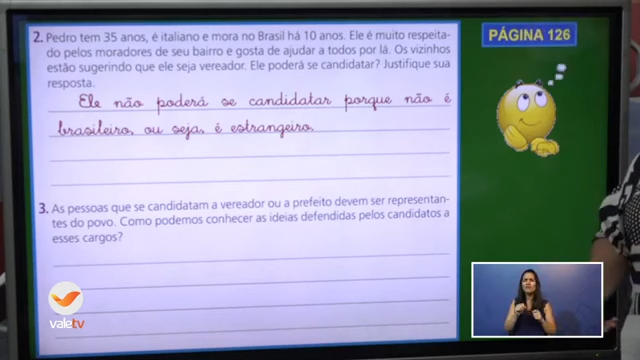 2. Pedro tem 35 anos, é italiano e mora no Brasil há 10 anos. Ele é muito respeita-
do pelos moradores de seu bairro e gosta de ajudar a todos por lá. Os vizinhos
estão sugerindo que ele seja vereador. Ele poderá se candidatar? Justifique sua
resposta.
Ele não poderá se candidatar porque não é
brasileiro, ou seja, é estrangeiro.
3. As pessoas que se candidatam a vereador ou a prefeito devem ser representan-
tes do povo. Como podemos conhecer as ideias defendidas pelos candidatos a
esses cargos?
PÁGINA 126
valetv